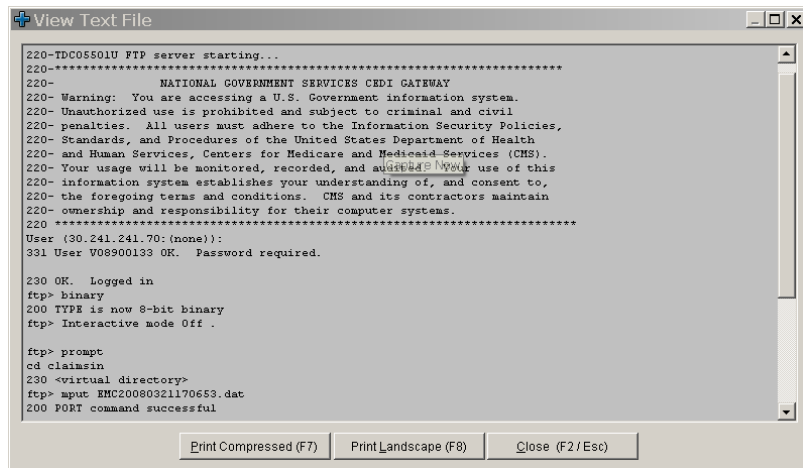 View Text File
220-TDC05501U FTP server starting...
220-**********************************************************************
220- NATIONAL GOVERNMENT SERVICES CEDI GATEWAY
220- Warning: You are accessing a U.S. Government information system.
220- Unauthorized use is prohibited and subject to criminal and civil
220- penalties. All users must adhere to the Information Security Policies,
220- Standards, and Procedures of the United States Department of Health
220- and Human Services, Centers for Medicare and Medicaid Services (CMS).
220- Your usage will be monitored, recorded, and audited. Your use of this
Capture Now
220- information system establishes your understanding of, and consent to,
220- the foregoing terms and conditions. CMS and its contractors maintain
220- ownership and responsibility for their computer systems.
220 ************************************************************************
User (30.241.241.70:(none)):
331 User V08900133 OK. Password required.
230 OK. Logged in
ftp> binary
200 TYPE is now 8-bit binary
ftp> Interactive mode Off .
ftp> prompt
cd claimsin
230 <virtual directory>
ftp> mput EMC20080321170653.dat
200 PORT command successful
Print Compressed (F7) Print Landscape (F8) Close (F2 / Esc)